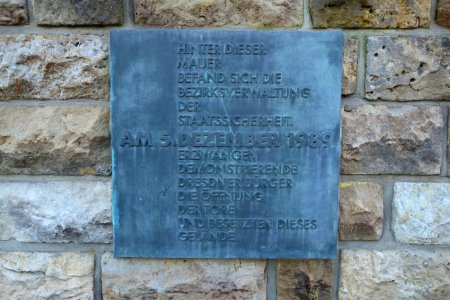 HINTER DIESER
MAUER
BEFAND SICH DIE
BEZIRKSVERWALTUNG
DER
STAATSSICHERHEIT.
AM 5. DEZEMBER 1989
ERZWANGEN
DEMONSTRIERENDE
DRESDNER BÜRGER
DIE ÖFFNUNG
DER TORE
UND BESETZTEN DIESES
GELÄNDE.